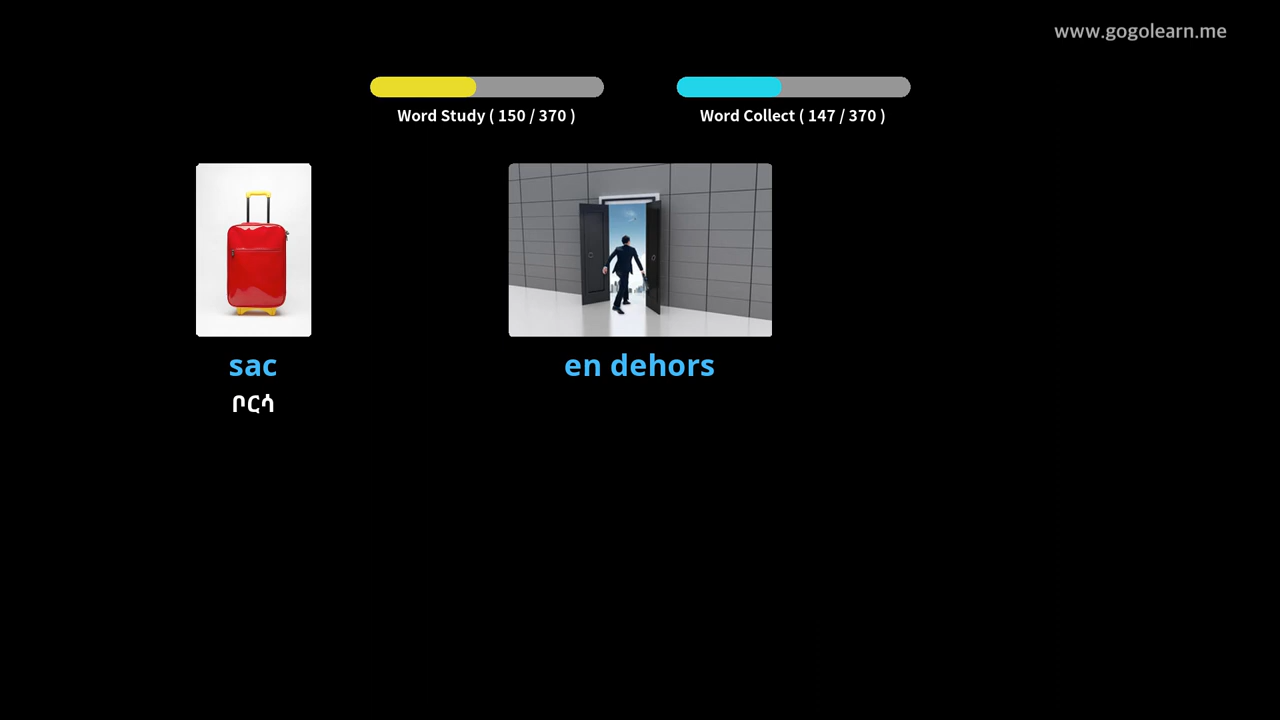 www.gogolearn.me
Word Study ( 150 / 370 )
Word Collect ( 147 / 370 )
sac
ቦርሳ
en dehors